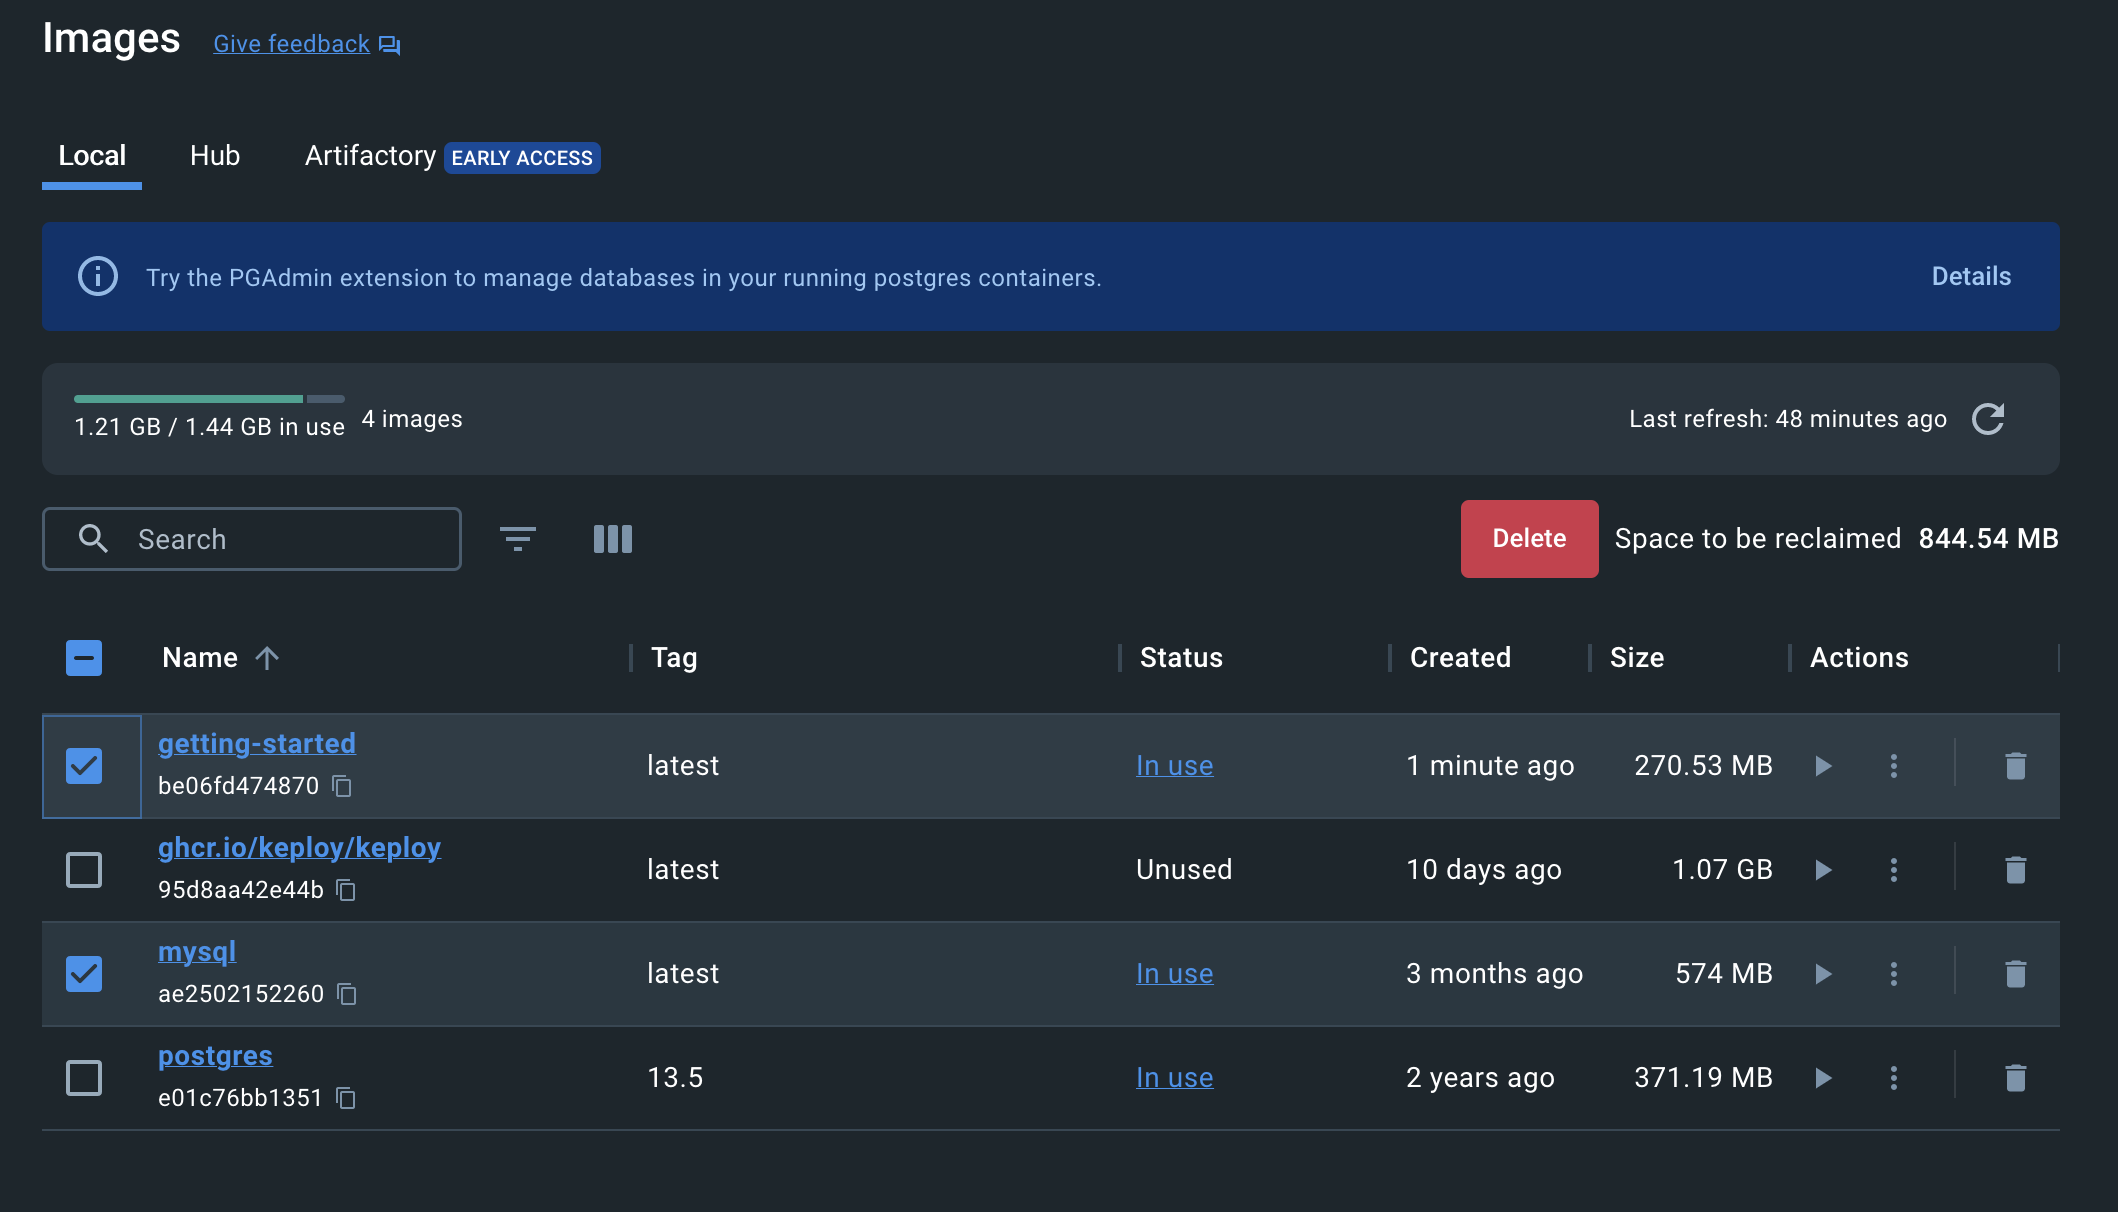 Images Give feedback
Local Hub Artifactory EARLY ACCESS
Try the PGAdmin extension to manage databases in your running postgres containers. Details
1.21 GB / 1.44 GB in use 4 images Last refresh: 48 minutes ago
Search Delete Space to be reclaimed 844.54 MB
Name Tag Status Created Size Actions
getting-started
be06fd474870 latest In use 1 minute ago 270.53 MB
ghcr.io/keploy/keploy
95d8aa42e44b latest Unused 10 days ago 1.07 GB
mysql
ae2502152260 latest In use 3 months ago 574 MB
postgres
e01c76bb1351 13.5 In use 2 years ago 371.19 MB